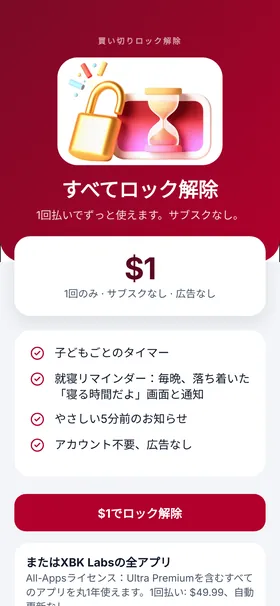 買い切りロック解除
すべてロック解除
1回払いでずっと使えます。サブスクなし。
$1
1回のみ · サブスクなし · 広告なし
子どもごとのタイマー
就寝リマインダー：毎晩、落ち着いた
「寝る時間だよ」画面と通知
やさしい5分前のお知らせ
アカウント不要、広告なし
$1でロック解除
またはXBK Labsの全アプリ
All-Appsライセンス：Ultra Premiumを含むすべて
のアプリを丸1年使えます。1回払い: $49.99、自動
更新なし